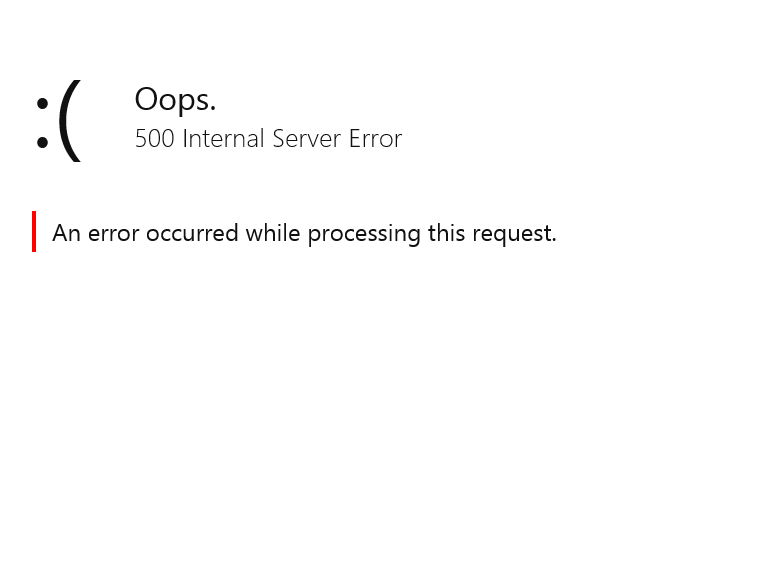 :(
Oops.
500 Internal Server Error
An error occurred while processing this request.